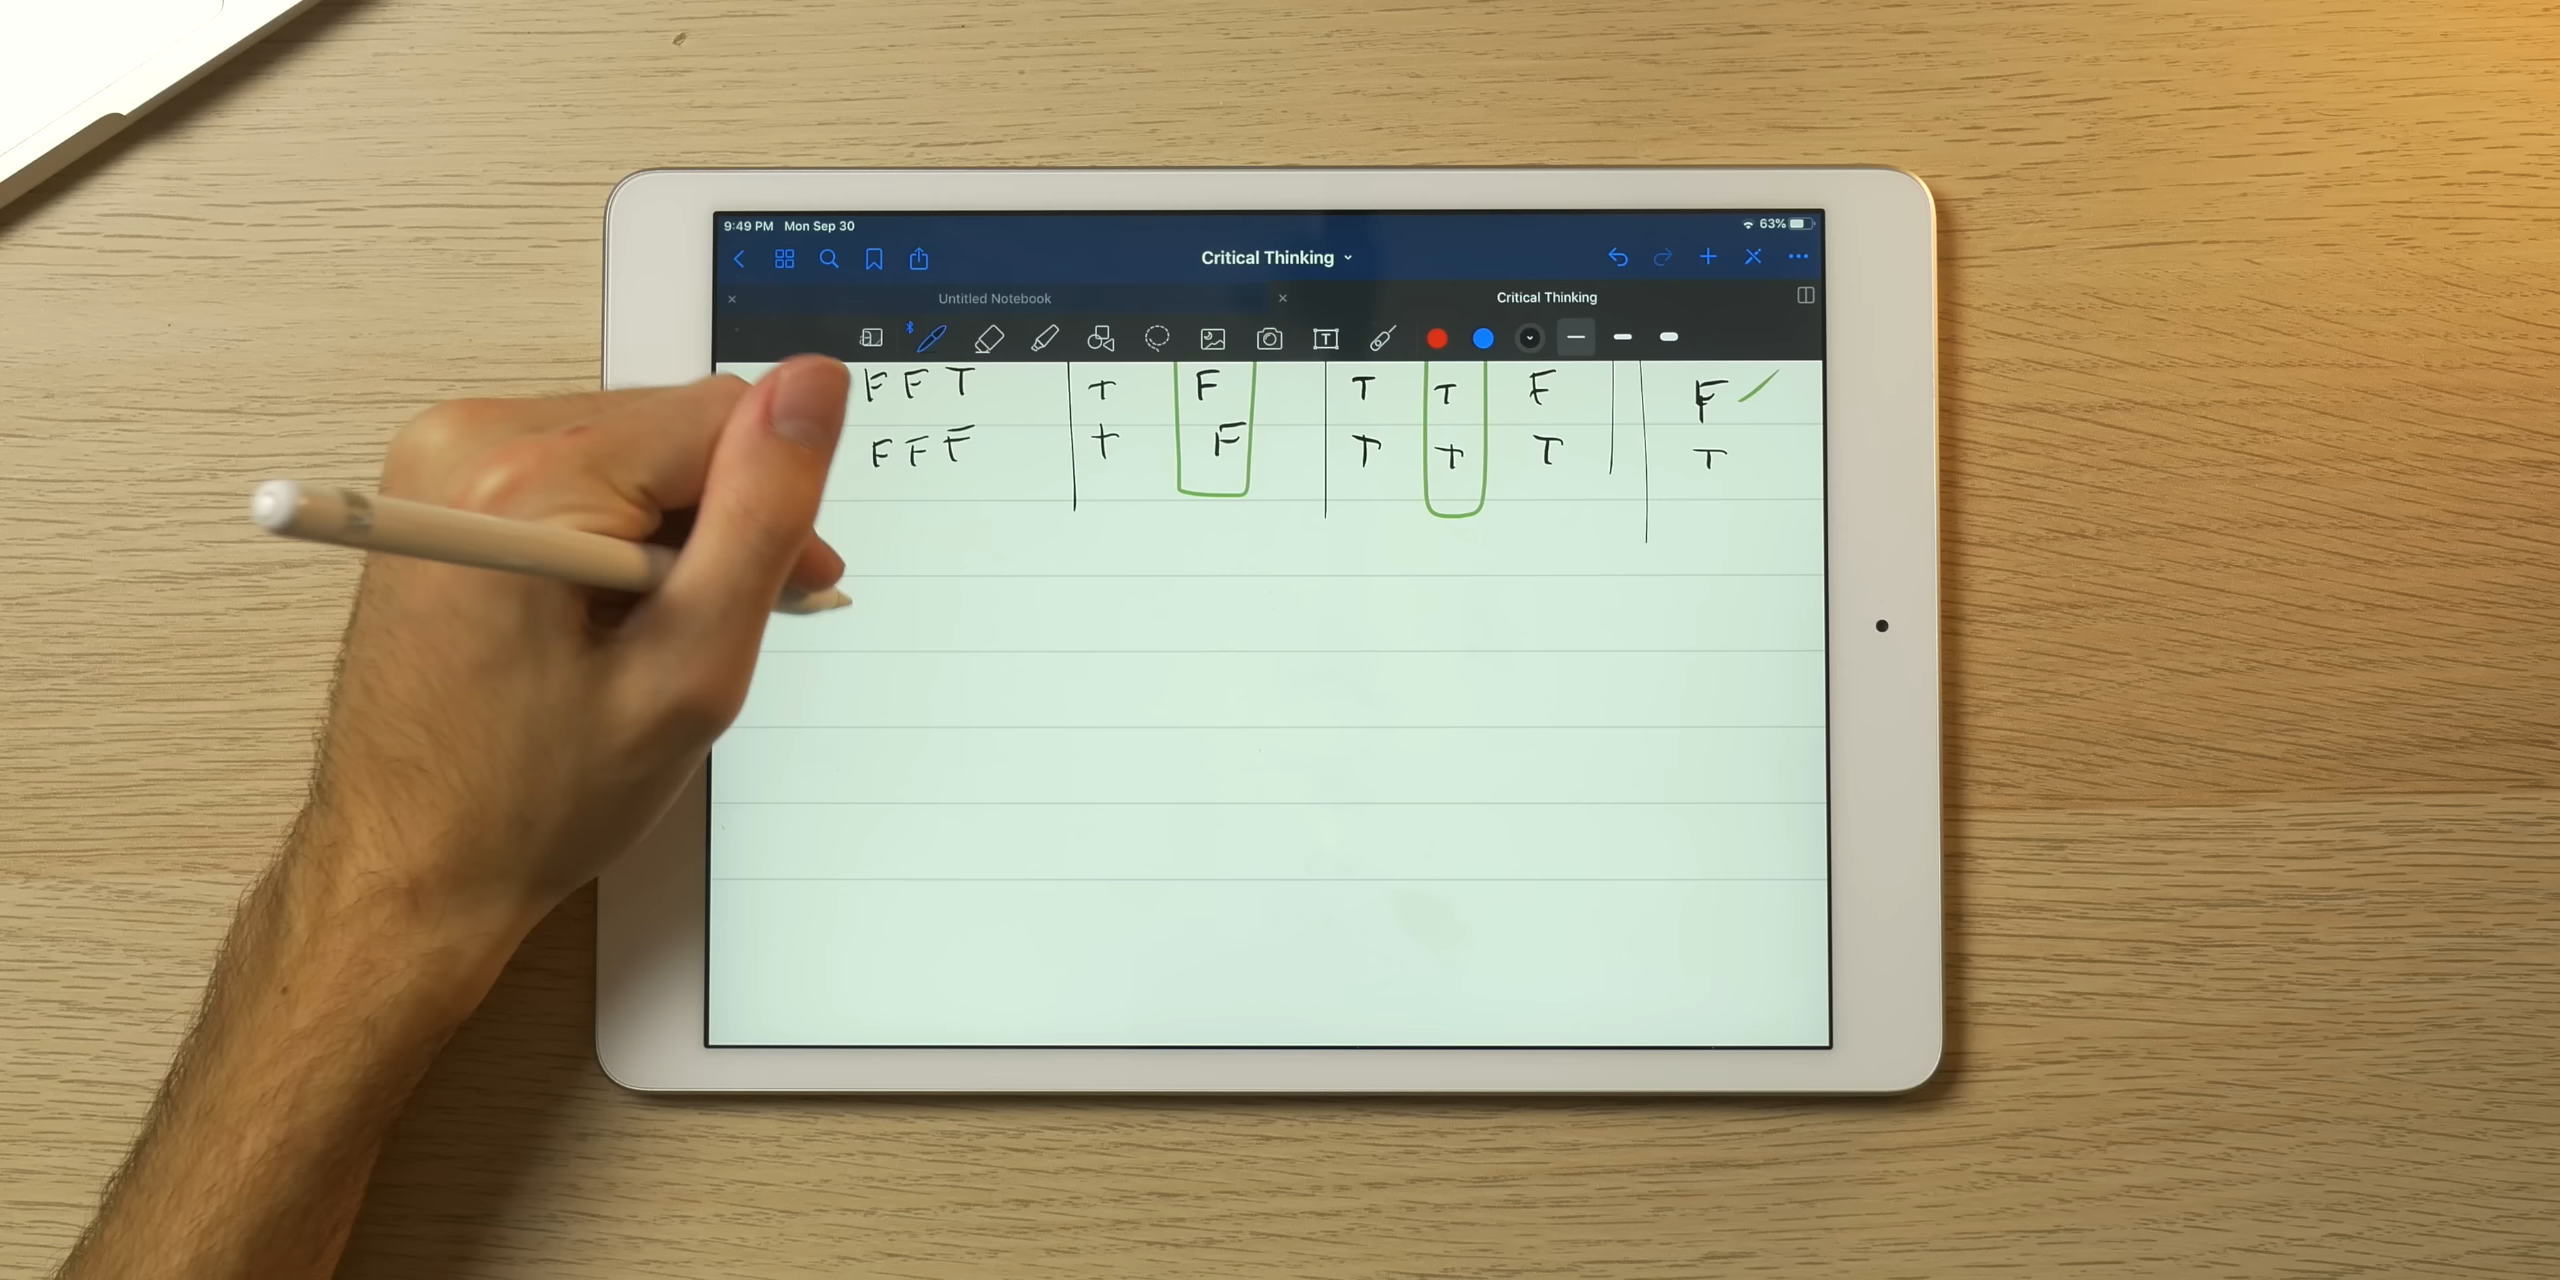 9:49 PM Mon Sep 30 63%
Critical Thinking
Untitled Notebook Critical Thinking
T
F F T T F T T F F
F F F T F T T T T